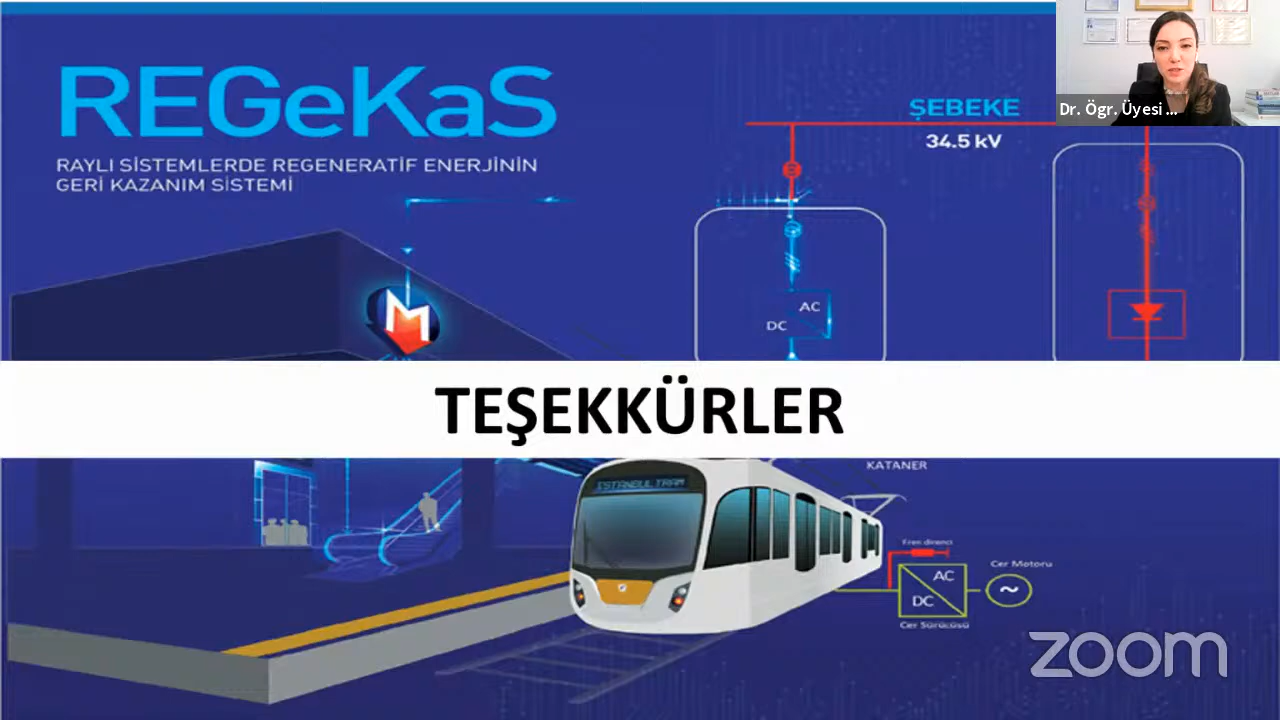 REGeKaS
RAYLI SİSTEMLERDE REGENERATİF ENERJİNİN
GERİ KAZANIM SİSTEMİ
ŞEBEKE
34.5 kV
Dr. Ögr. Üyesi ...
M
AC
DC
TEŞEKKÜRLER
KATANER
ISTANBUL TRAM
Fren direnci
Cer Motoru
AC
DC
~
Cer Sürücüsü
zoom